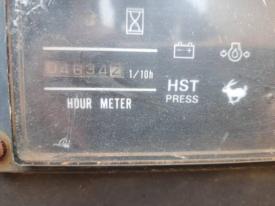 046342 1/10h
HST
PRESS
HOUR METER